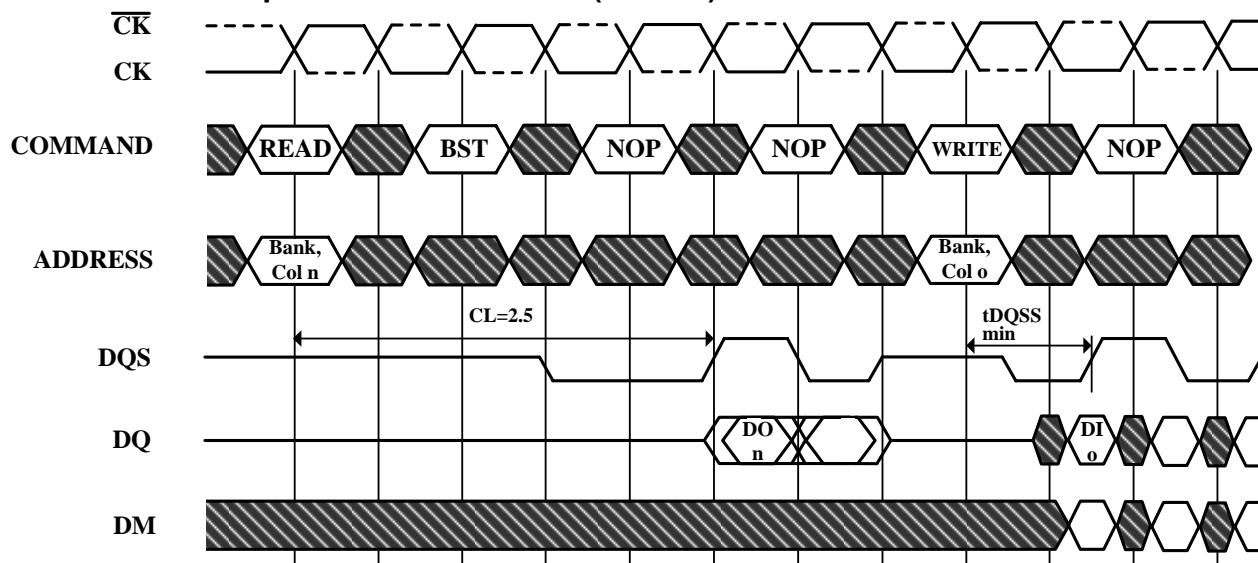 CK
CK
COMMAND
READ
BST
NOP
NOP
WRITE
NOP
ADDRESS
Bank,
Col n
Bank,
Col o
DQS
CL=2.5
tDQSS
min
DQ
DO
n
DI
o
DM